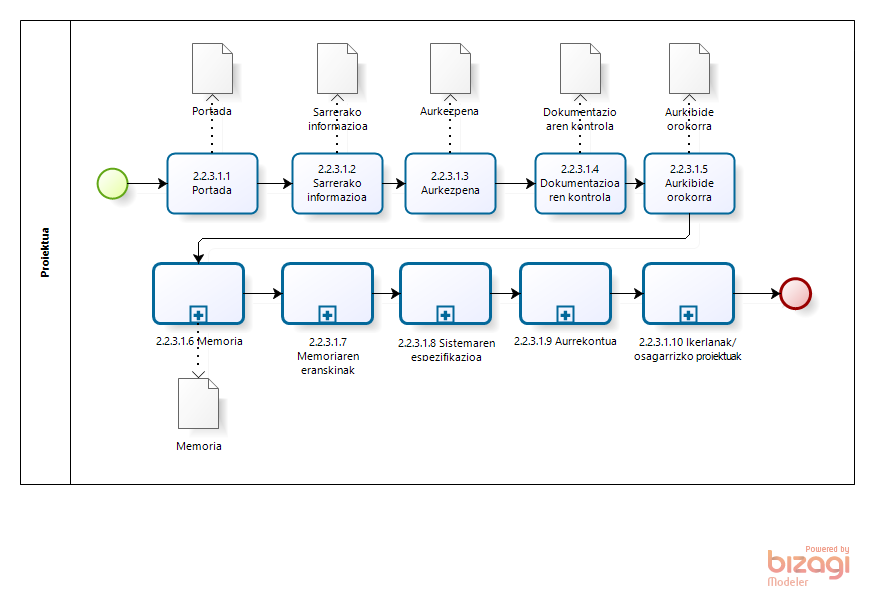 Proiektua
Portada
Sarrerako
informazioa
Aurkezpena
Dokumentazio
aren kontrola
Aurkibide
orokorra
2.2.3.1.1
Portada
2.2.3.1.2
Sarrerako
informazioa
2.2.3.1.3
Aurkezpena
2.2.3.1.4
Dokumentazioa
ren kontrola
2.2.3.1.5
Aurkibide
orokorra
2.2.3.1.6 Memoria
2.2.3.1.7
Memoriaren
eranskinak
2.2.3.1.8 Sistemaren
espezifikazioa
2.2.3.1.9 Aurrekontua
2.2.3.1.10 Ikerlanak/
osagarrizko proiektuak
Memoria
Powered by
bizagi
Modeler